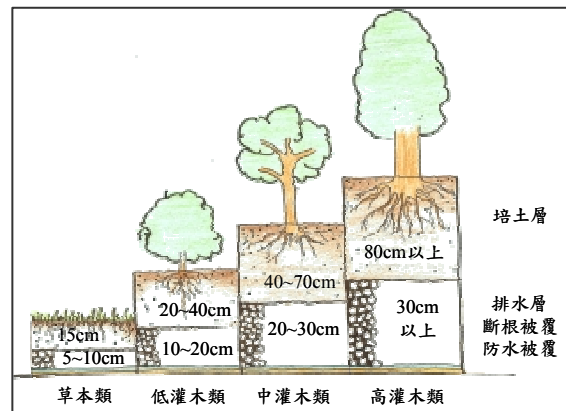 80cm以上
培土層
40~70cm
20~40cm
30cm
以上
20~30cm
15cm
10~20cm
5~10cm
排水層
斷根被覆
防水被覆
草本類
低灌木類
中灌木類
高灌木類